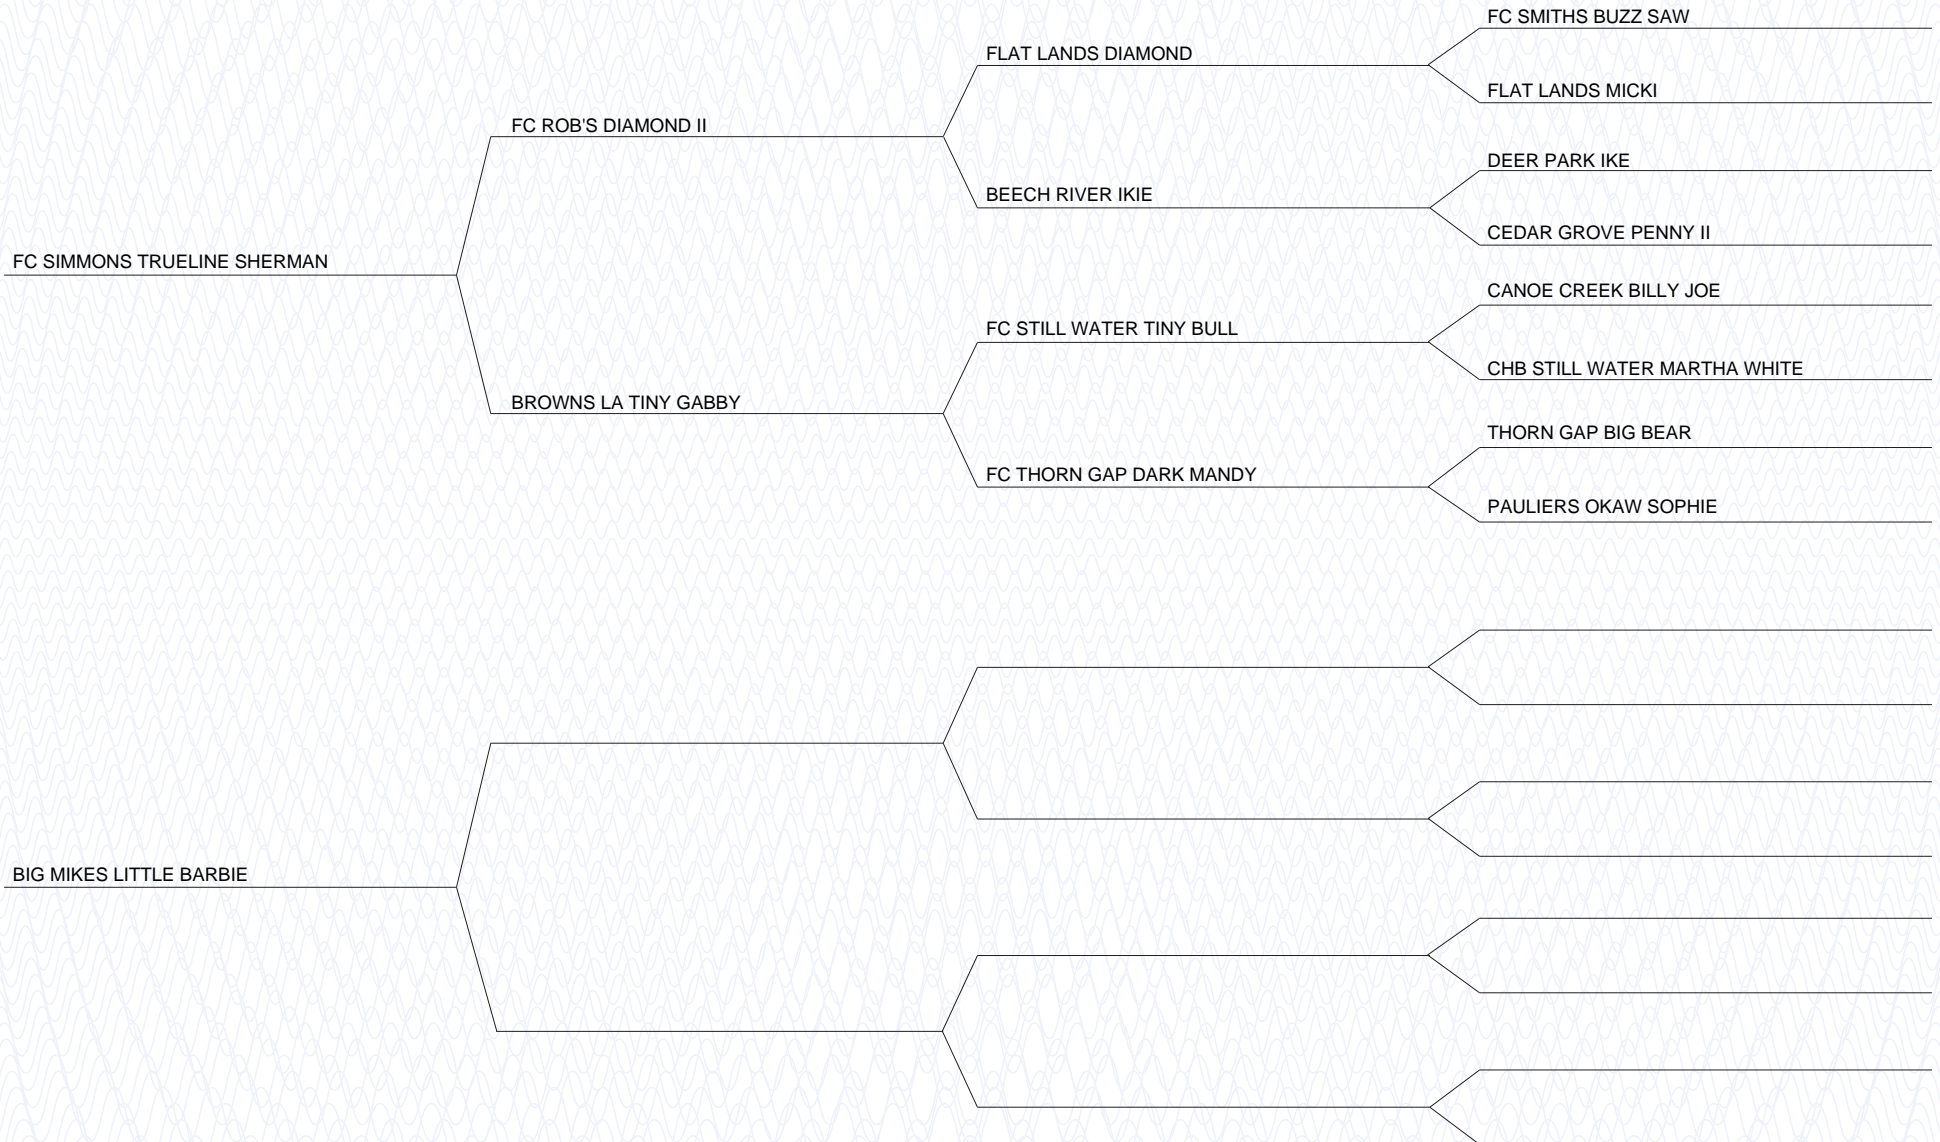 FC SMITHS BUZZ SAW
FLAT LANDS DIAMOND
FLAT LANDS MICKI
FC ROB'S DIAMOND II
DEER PARK IKE
BEECH RIVER IKIE
CEDAR GROVE PENNY II
FC SIMMONS TRUELINE SHERMAN
CANOE CREEK BILLY JOE
FC STILL WATER TINY BULL
CHB STILL WATER MARTHA WHITE
BROWNS LA TINY GABBY
THORN GAP BIG BEAR
FC THORN GAP DARK MANDY
PAULIERS OKAW SOPHIE
BIG MIKES LITTLE BARBIE